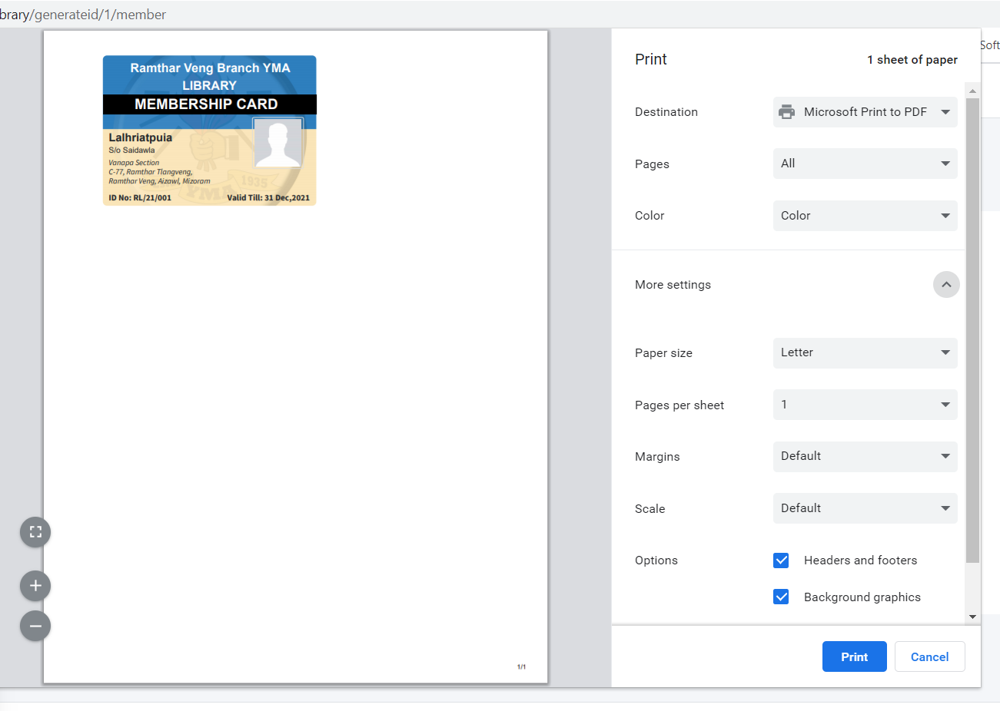 brary/generateid/1/member
Ramthar Veng Branch YMA
LIBRARY
MEMBERSHIP CARD
Lalhriatpuia
S/o Saidawla
Vanapa Section
C-77, Ramthar Tlangveng,
Ramthar Veng, Aizawl, Mizoram
1935
YMA
ID No: RL/21/001
Valid Till: 31 Dec,2021
1/1
Print
1 sheet of paper
Destination
Microsoft Print to PDF
Pages
All
Color
Color
More settings
Paper size
Letter
Pages per sheet
1
Margins
Default
Scale
Default
Options
Headers and footers
Background graphics
Print
Cancel
Soft